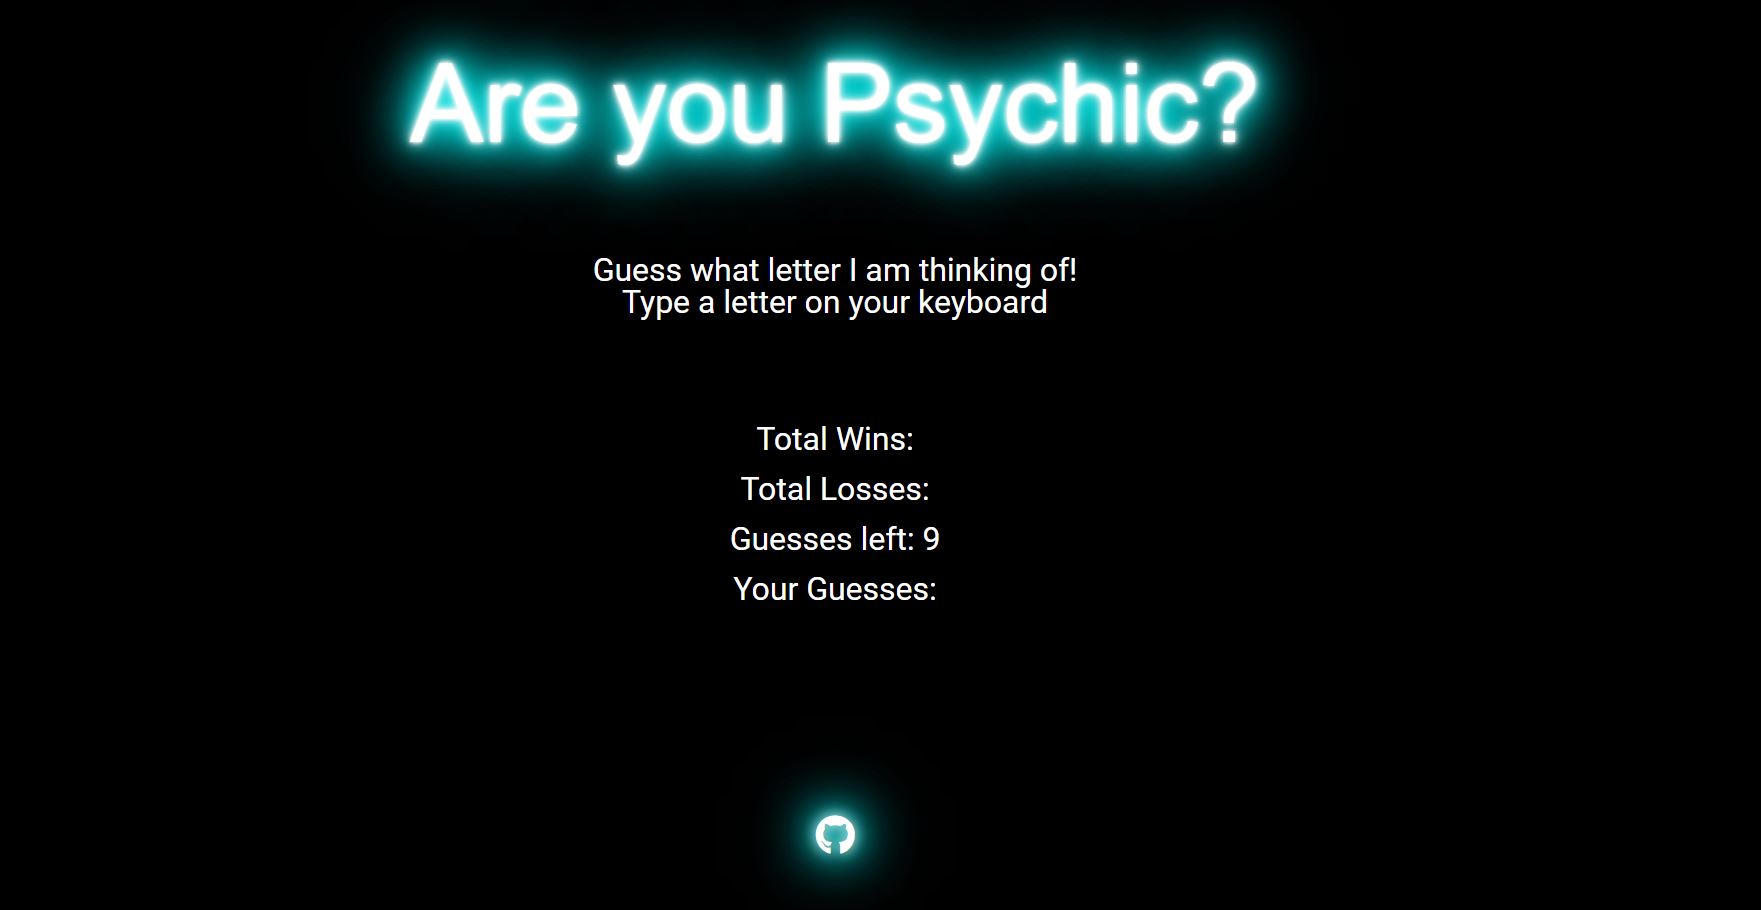 Are you Psychic?
Guess what letter I am thinking of!
Type a letter on your keyboard
Total Wins:
Total Losses:
Guesses left: 9
Your Guesses: